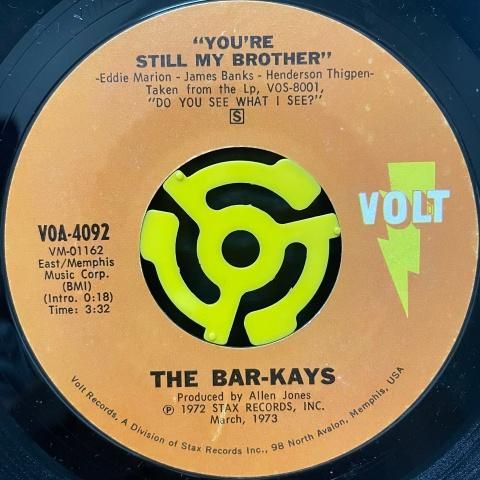 "YOU'RE
STILL MY BROTHER"
-Eddie Marion - James Banks - Henderson Thigpen-
Taken from the Lp, VOS-8001,
"DO YOU SEE WHAT I SEE?"
S
VOLT
VOA-4092
VM-01162
East/Memphis
Music Corp.
(BMI)
(Intro. 0:18)
Time: 3:32
THE BAR-KAYS
Produced by Allen Jones
Ⓟ 1972 STAX RECORDS, INC.
March, 1973
Volt Records, A Division of Stax Records Inc., 98 North Avalon, Memphis, USA